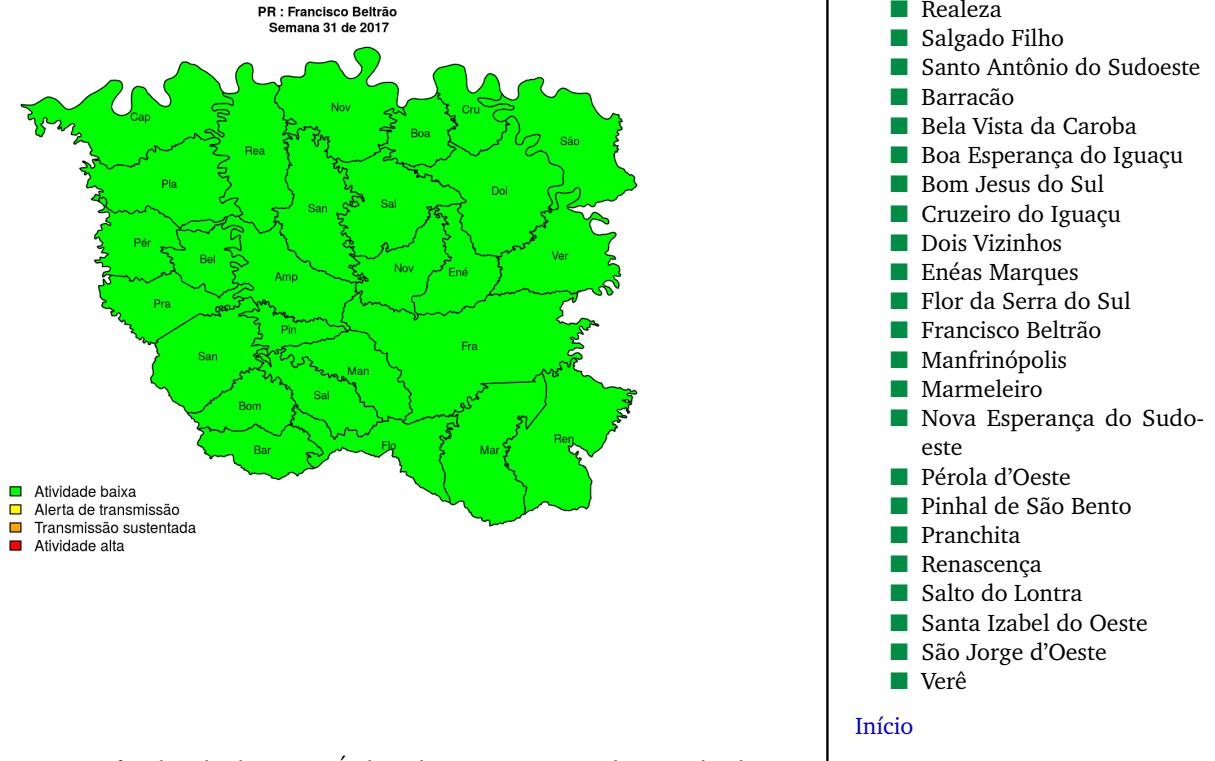 PR : Francisco Beltrão
Semana 31 de 2017
Cap
Nov
Cru
Boa
São
Rea
Pla
Doi
San
Sal
Pér
Bel
Ver
Nov
Ené
Amp
Pra
Pin
Fra
San
Man
Sal
Bom
Ren
Flo
Bar
Mar
Atividade baixa
Alerta de transmissão
Transmissão sustentada
Atividade alta
Realeza
Salgado Filho
Santo Antônio do Sudoeste
Barracão
Bela Vista da Caroba
Boa Esperança do Iguaçu
Bom Jesus do Sul
Cruzeiro do Iguaçu
Dois Vizinhos
Enéas Marques
Flor da Serra do Sul
Francisco Beltrão
Manfrinópolis
Marmeleiro
Nova Esperança do Sudo-
este
Pérola d'Oeste
Pinhal de São Bento
Pranchita
Renascença
Salto do Lontra
Santa Izabel do Oeste
São Jorge d'Oeste
Verê
Início